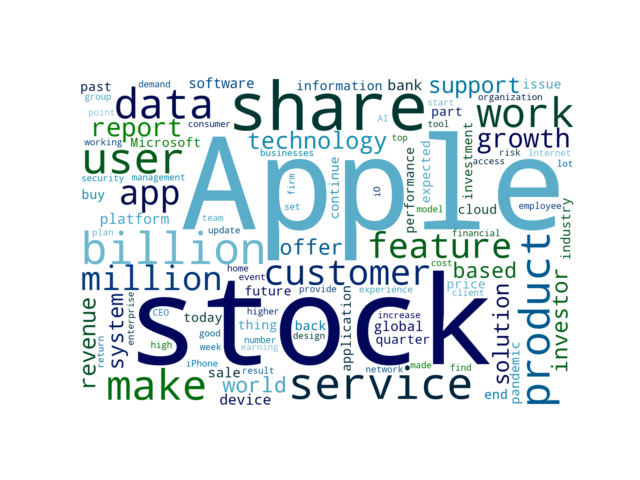 past demand software information bank support issue
group consumer AI start organization
point data share part work
report Microsoft technology top tool growth
working businesses
user Apple continue performance expected investment risk Internet
security management firm access lot
buy app set iO model cloud employee
platform team industry
plan update financial
billion offer feature
home cost
million event customer based product
future provide experience price client
revenue system CEO stock solution investor
enterprise today higher back increase
good thing number design application global
return high week earning quarter
iPhone sale result network made find pandemic
make world service end
device